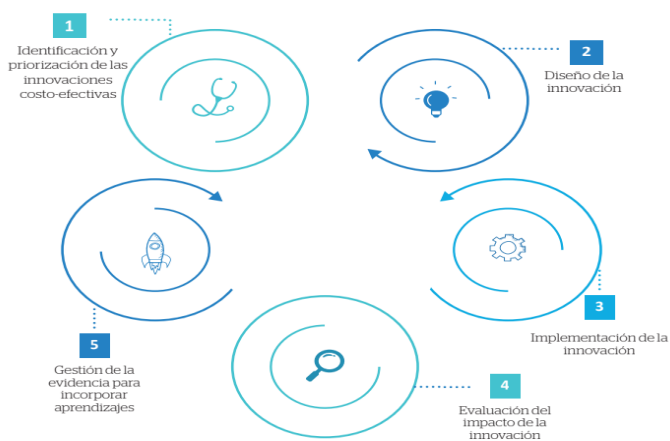 1
Identificación y
priorización de las
innovaciones
costo-efectivas
2
Diseño de la
innovación
3
Implementación de la
innovación
4
Evaluación del
impacto de la
innovación
5
Gestión de la
evidencia para
incorporar
aprendizajes